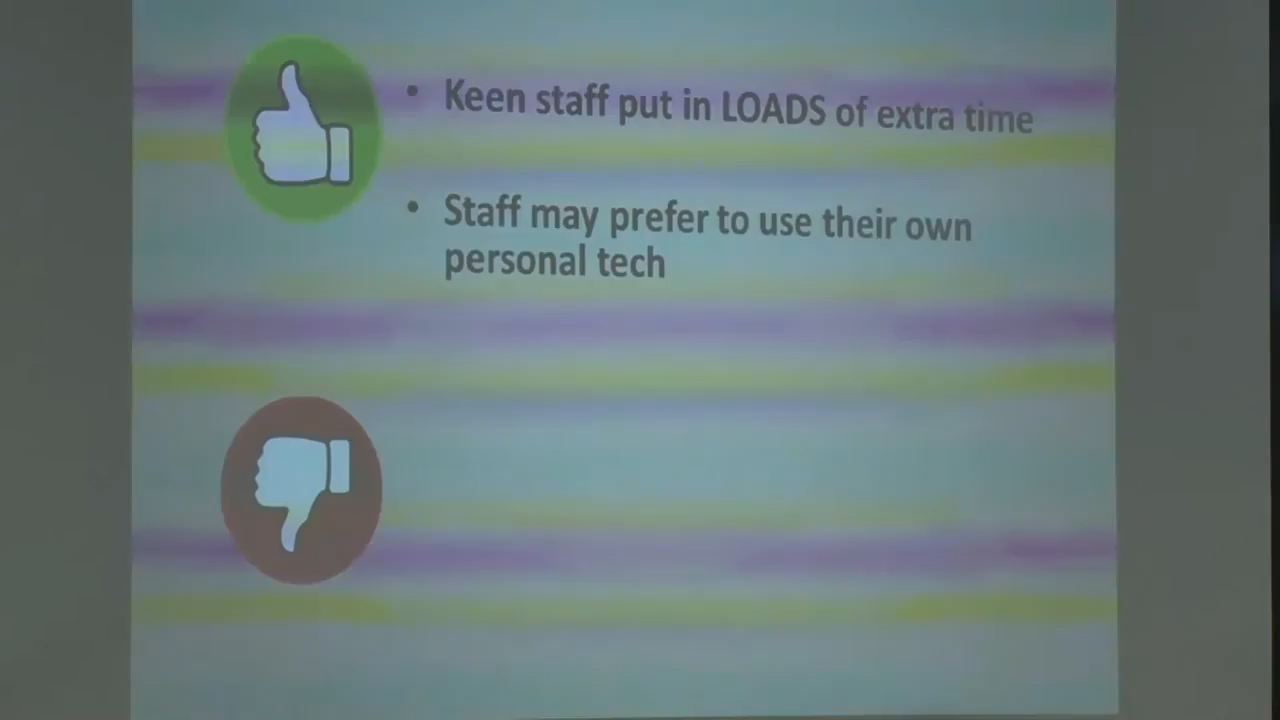 • Keen staff put in LOADS of extra time
• Staff may prefer to use their own
personal tech